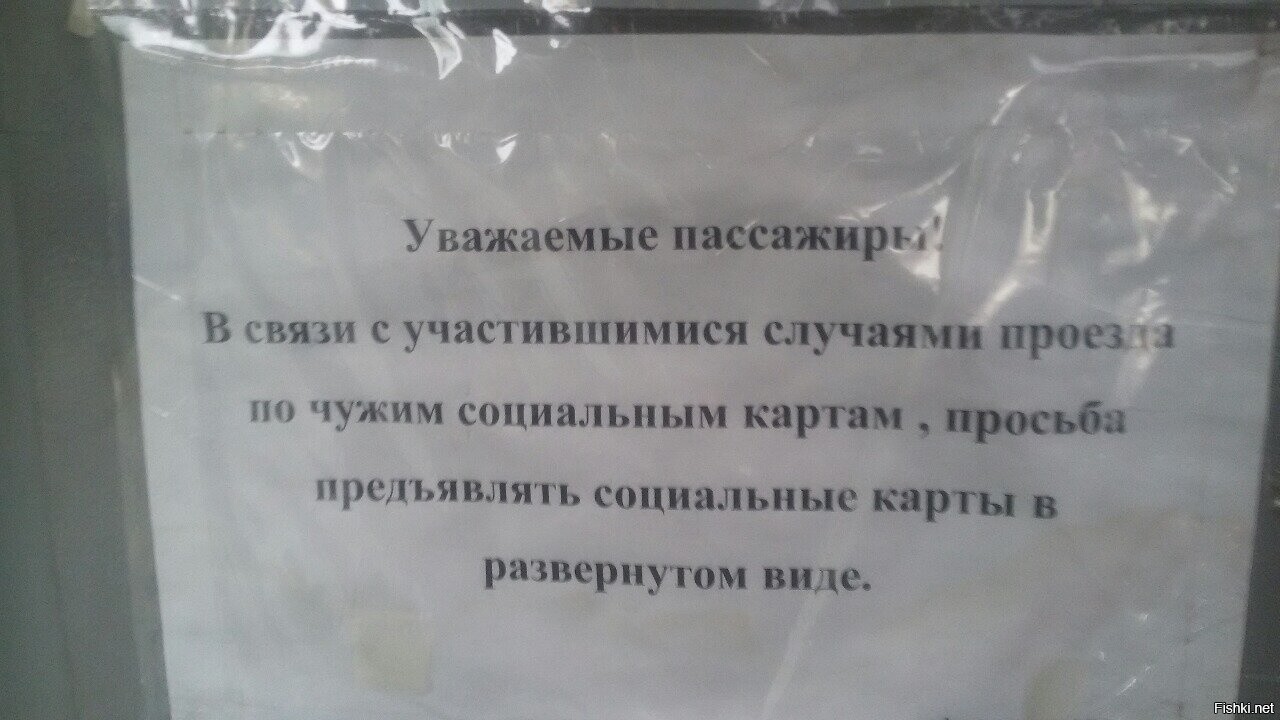 Уважаемые пассажиры!
В связи с участившимися случаями проезда
по чужим социальным картам , просьба
предъявлять социальные карты в
развернутом виде.
Fishki.net